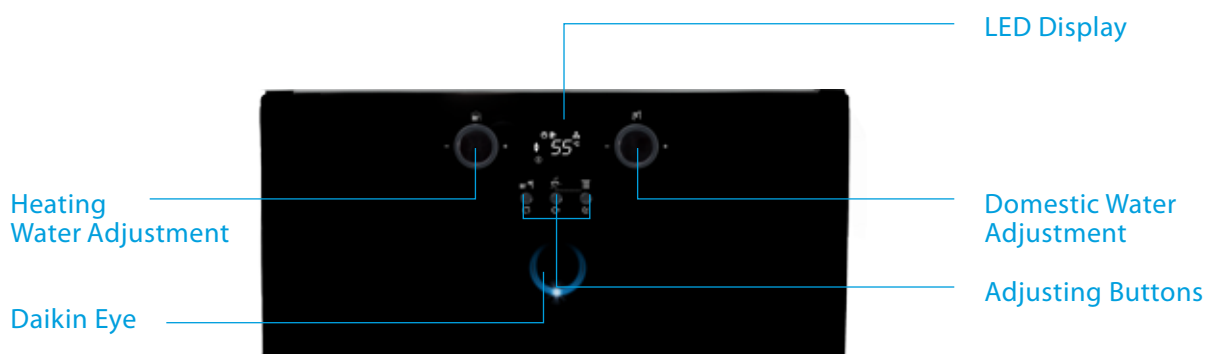 LED Display
55°C
Heating
Water Adjustment
Domestic Water
Adjustment
Adjusting Buttons
Daikin Eye